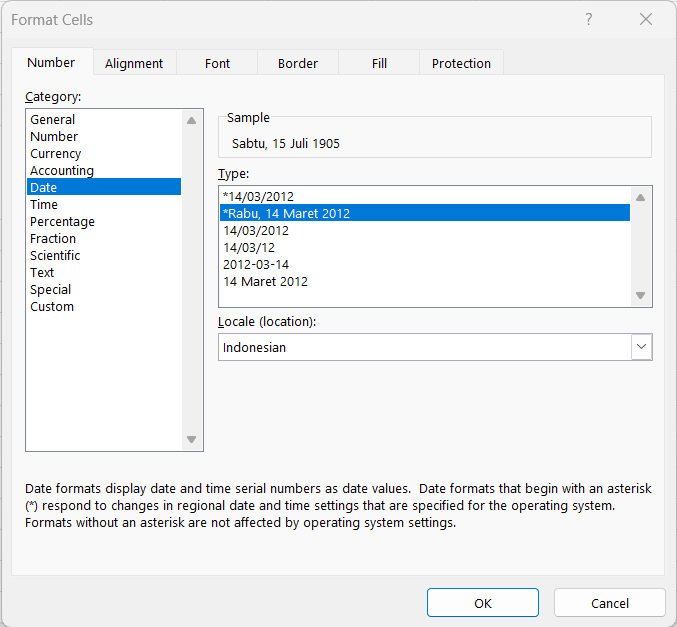 Format Cells
?
Number
Alignment
Font
Border
Fill
Protection
Category:
General
Number
Currency
Accounting
Date
Time
Percentage
Fraction
Scientific
Text
Special
Custom
Sample
Sabtu, 15 Juli 1905
Type:
*14/03/2012
*Rabu, 14 Maret 2012
14/03/2012
14/03/12
2012-03-14
14 Maret 2012
Locale (location):
Indonesian
Date formats display date and time serial numbers as date values.  Date formats that begin with an asterisk
(*) respond to changes in regional date and time settings that are specified for the operating system.
Formats without an asterisk are not affected by operating system settings.
OK
Cancel